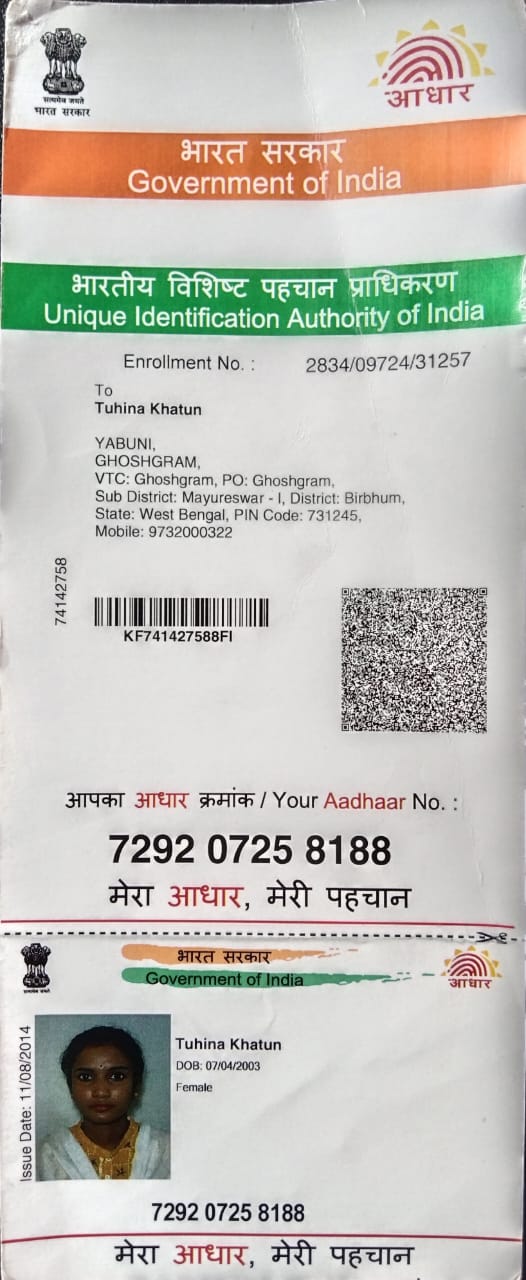 सत्यमेव जयते
भारत सरकार
आधार
भारत सरकार
Government of India
भारतीय विशिष्ट पहचान प्राधिकरण
Unique Identification Authority of India
Enrollment No. : 2834/09724/31257
To
Tuhina Khatun
YABUNI,
GHOSHGRAM,
VTC: Ghoshgram, PO: Ghoshgram,
Sub District: Mayureswar - I, District: Birbhum,
State: West Bengal, PIN Code: 731245,
Mobile: 9732000322
74142758
KF741427588FI
आपका आधार क्रमांक / Your Aadhaar No. :
7292 0725 8188
मेरा आधार, मेरी पहचान
भारत सरकार
Government of India
आधार
Issue Date: 11/08/2014
Tuhina Khatun
DOB: 07/04/2003
Female
7292 0725 8188
मेरा आधार, मेरी पहचान